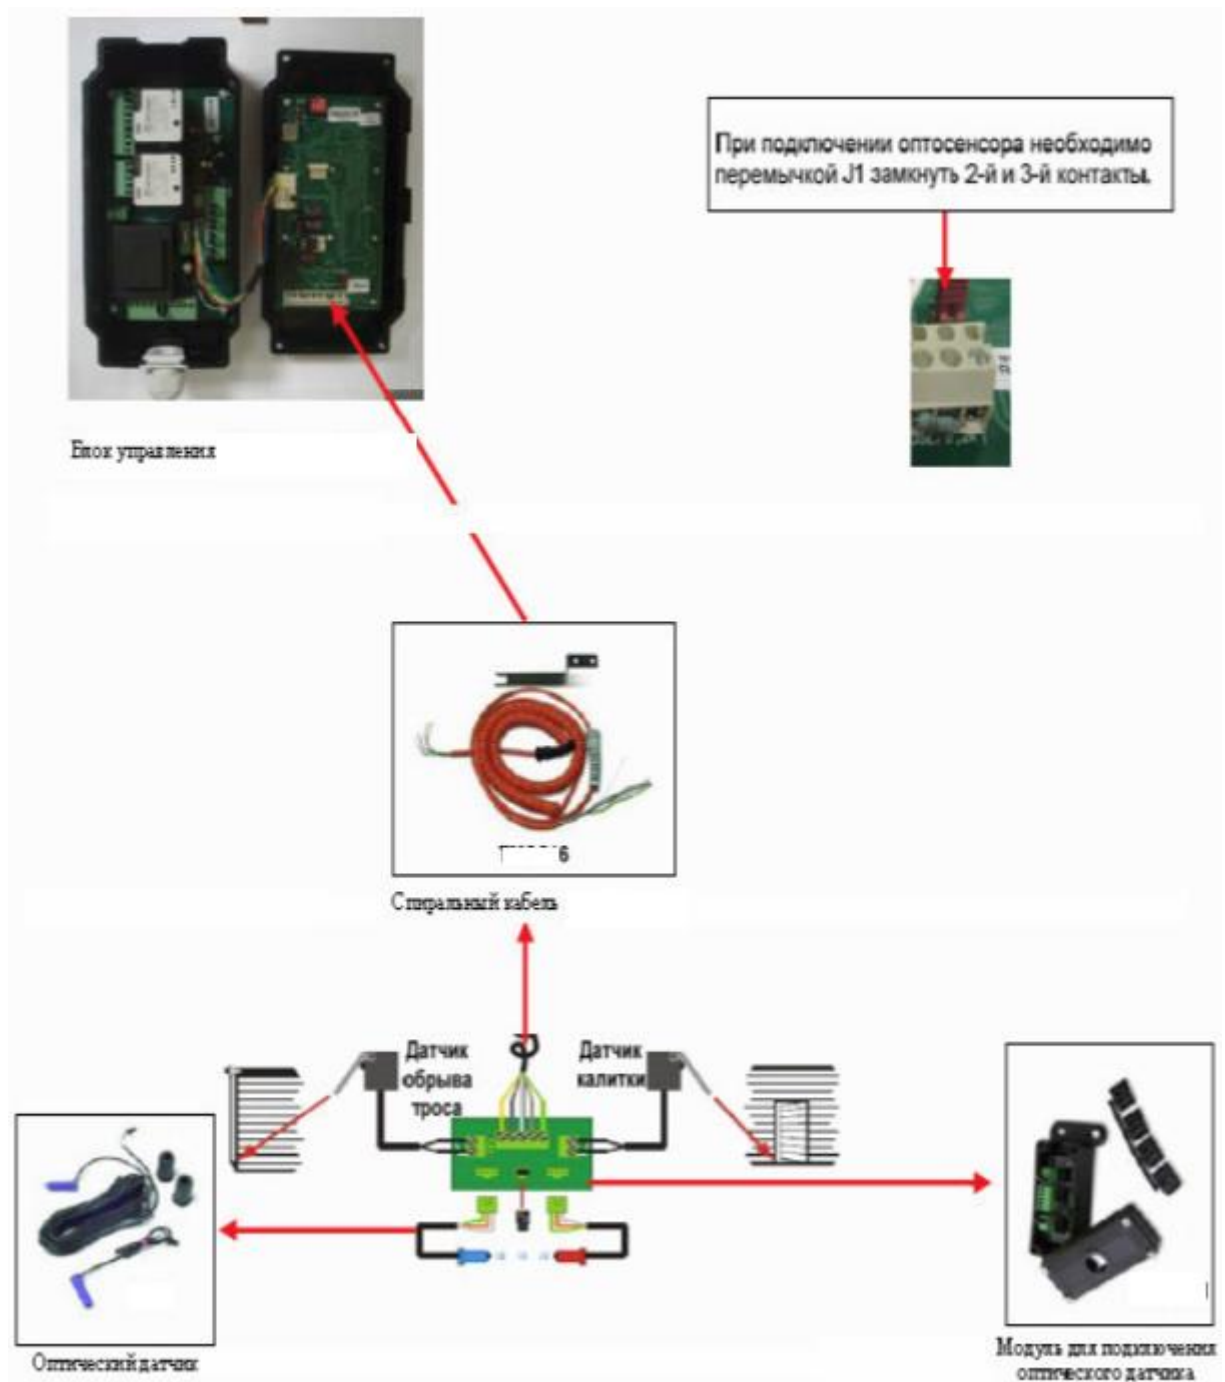 При подключении оптосенсора необходимо
перемычкой J1 замкнуть 2-й и 3-й контакты.
Блок управления
6
Спиральный кабель
Датчик
обрыва
троса
Датчик
калитки
Оптический датчик
Модуль для подключения
оптического датчика